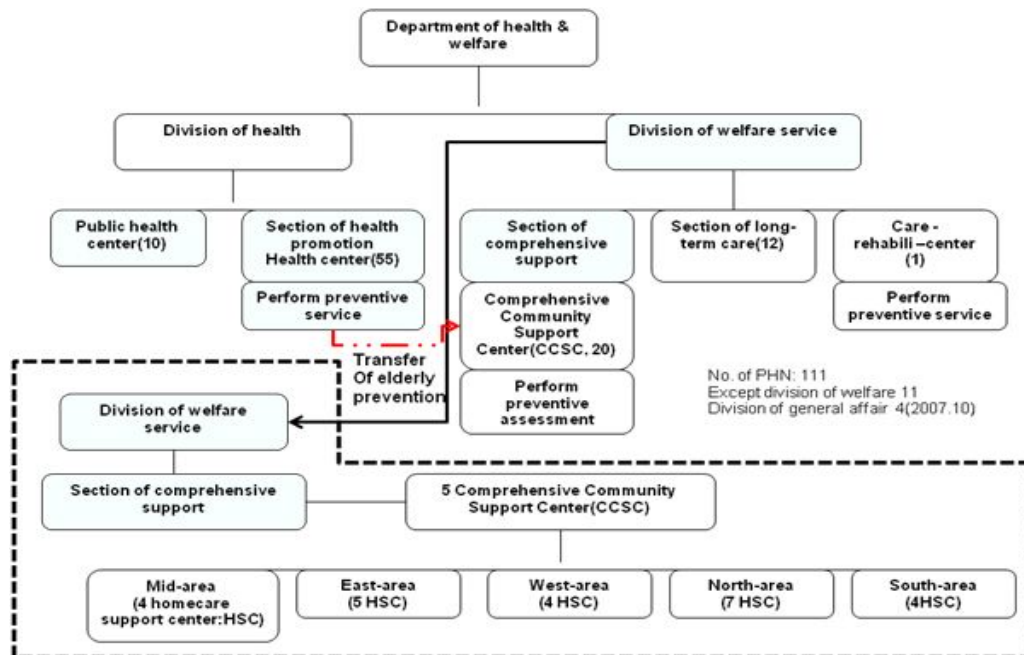 Department of health &
welfare
Division of health
Division of welfare service
Public health
center(10)
Section of health
promotion
Health center(55)
Perform preventive
service
Section of
comprehensive
support
Comprehensive
Community
Support
Center(CCSC, 20)
Perform
preventive
assessment
Section of long-
term care(12)
Care -
rehabili –center
(1)
Perform
preventive service
Transfer
Of elderly
prevention
No. of PHN: 111
Except division of welfare 11
Division of general affair 4(2007.10)
Division of welfare
service
Section of comprehensive
support
5 Comprehensive Community
Support Center(CCSC)
Mid-area
(4 homecare
support center:HSC)
East-area
(5 HSC)
West-area
(4 HSC)
North-area
(7 HSC)
South-area
(4HSC)